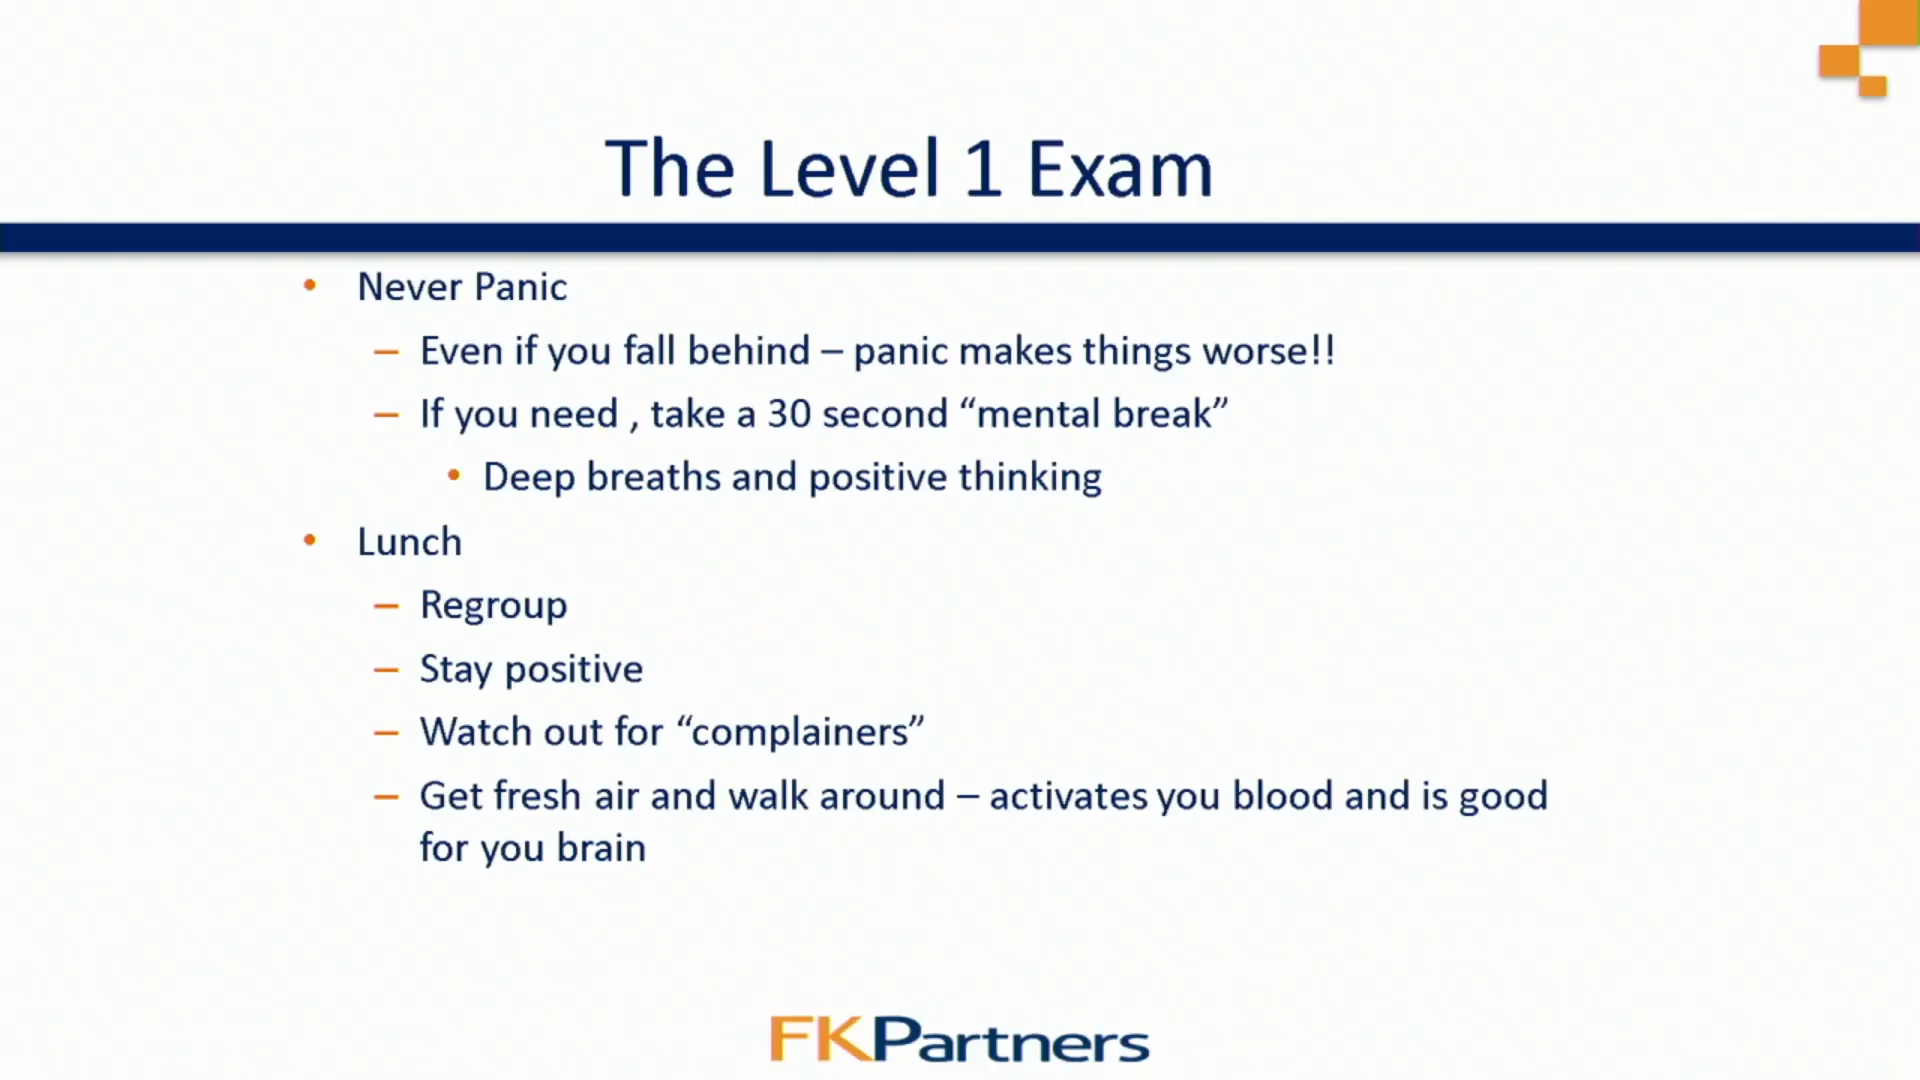 The Level 1 Exam
• Never Panic
– Even if you fall behind – panic makes things worse!!
– If you need , take a 30 second “mental break”
• Deep breaths and positive thinking
• Lunch
– Regroup
– Stay positive
– Watch out for “complainers”
– Get fresh air and walk around – activates you blood and is good
for you brain
FKPartners